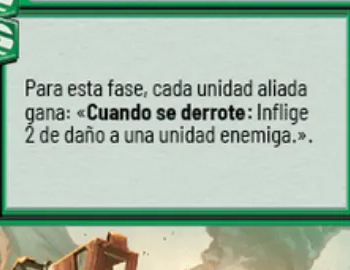 Para esta fase, cada unidad aliada
gana: «Cuando se derrote: Inflige
2 de daño a una unidad enemiga.».